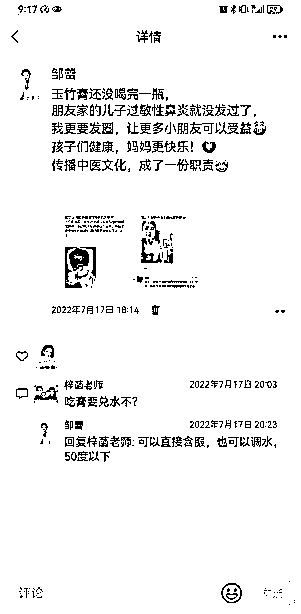 9:17
详情
邹蕾
玉竹膏还没喝完一瓶，
朋友家的儿子过敏性鼻炎就没发过了，
我更要发圈，让更多小朋友可以受益
孩子们健康，妈妈更快乐！
传播中医文化，成了一份职责
2022年7月17日 18:14
梓菡老师
2022年7月17日 20:03
吃膏要兑水不?
邹蕾
2022年7月17日 20:23
回复梓菡老师: 可以直接含服，也可以调水，
50度以下
评论